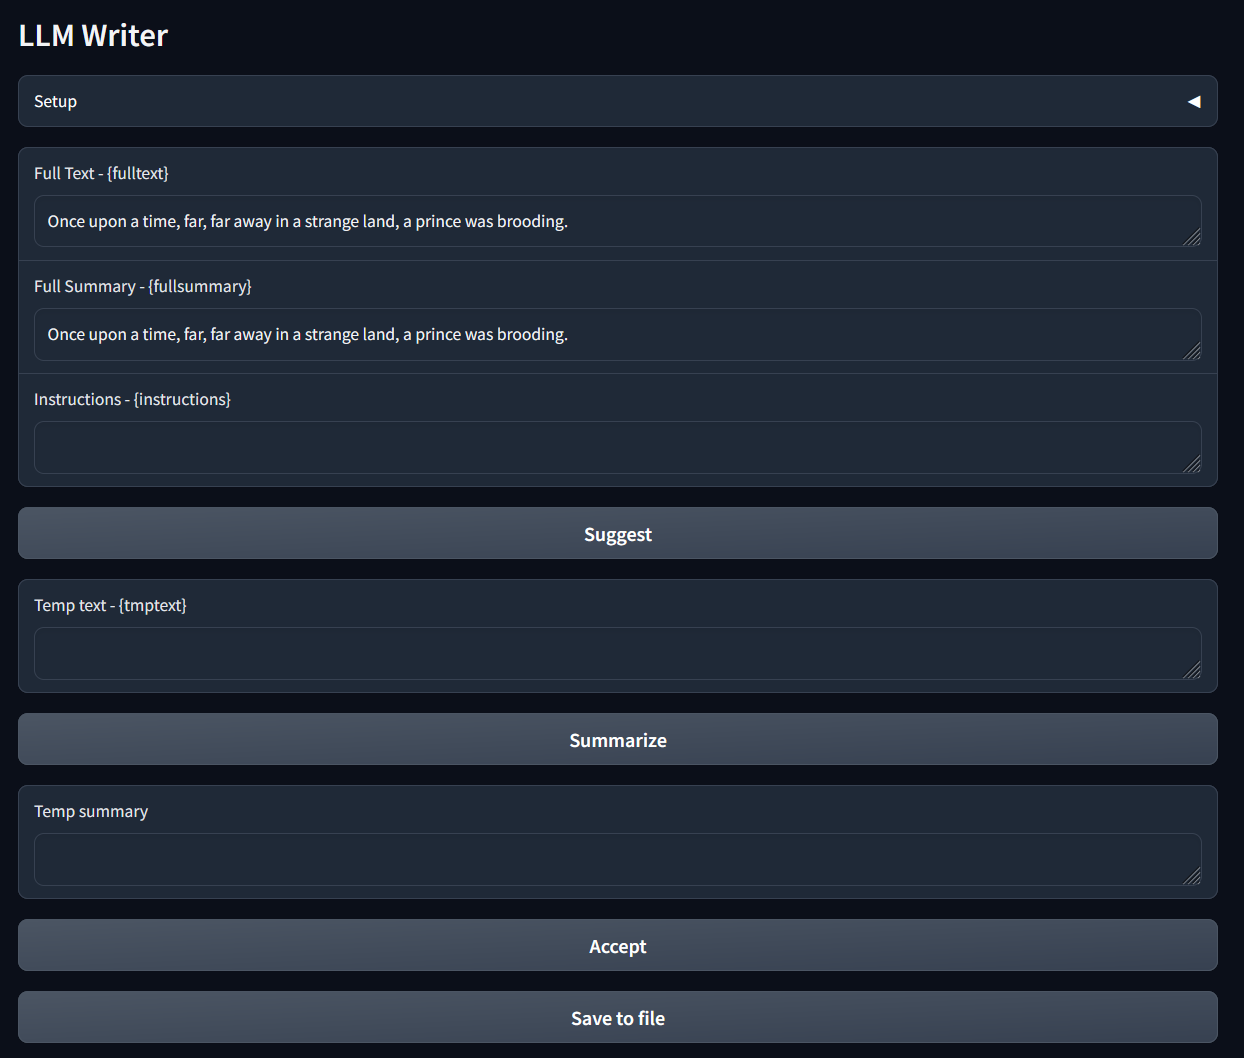 LLM Writer
Setup
Full Text - {fulltext}
Once upon a time, far, far away in a strange land, a prince was brooding.
Full Summary - {fullsummary}
Once upon a time, far, far away in a strange land, a prince was brooding.
Instructions - {instructions}
Suggest
Temp text - {tmptext}
Summarize
Temp summary
Accept
Save to file